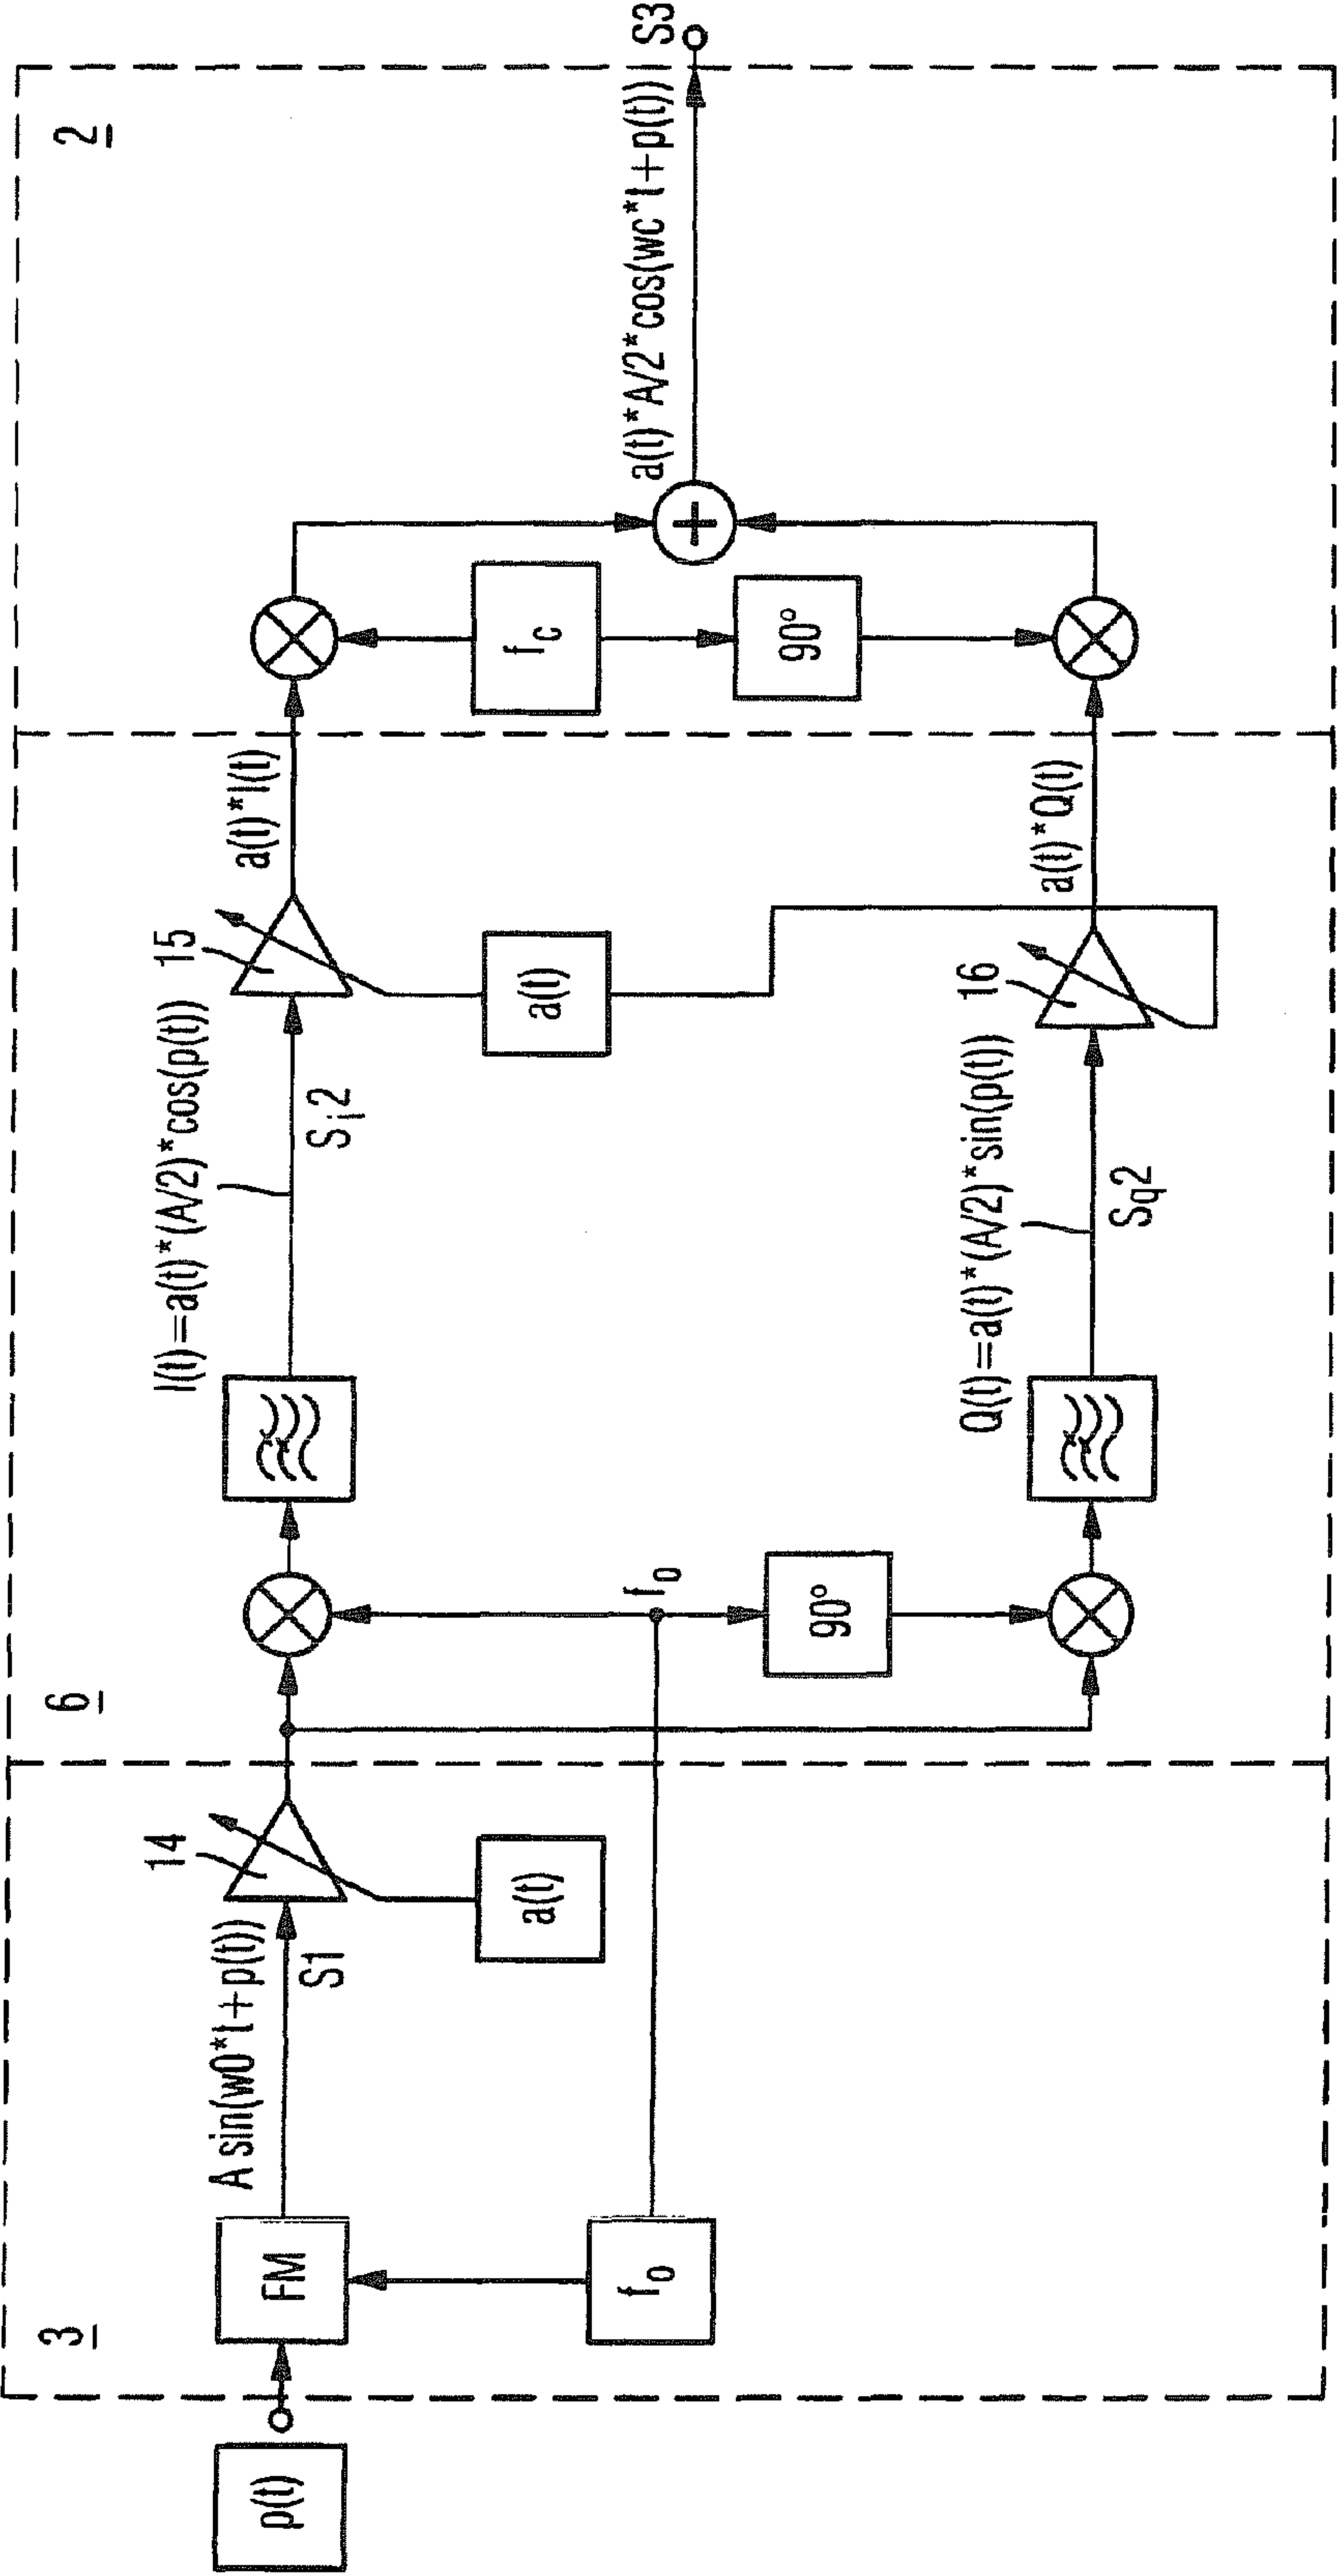 p(t)
3
FM
f0
A sin(w0*t+p(t))
S1
14
a(t)
6
f0
90°
I(t)=a(t)*(A/2)*cos(p(t))
Si2
15
a(t)
a(t)*I(t)
Q(t)=a(t)*(A/2)*sin(p(t))
Sq2
16
a(t)*Q(t)
2
fc
90°
+
a(t)*A/2*cos(wc*t+p(t))
S3